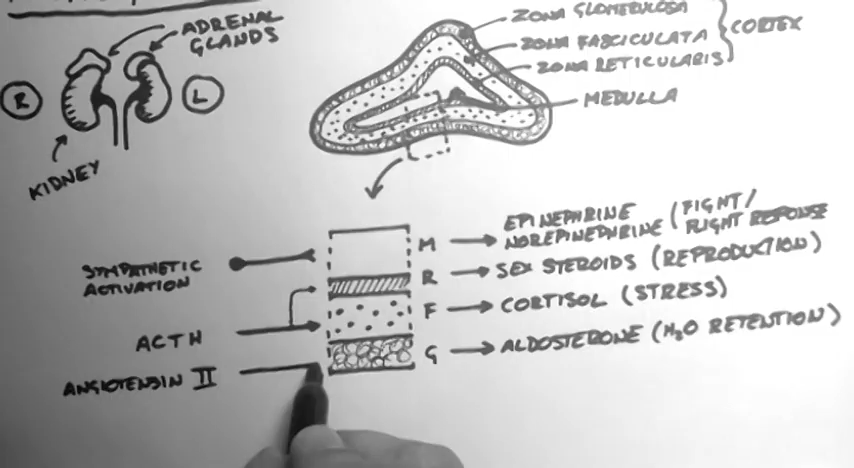 ADRENAL
GLANDS
R
L
KIDNEY
ZONA GLOMERULOSA
ZONA FASCICULATA
ZONA RETICULARIS
CORTEX
MEDULLA
SYMPATHETIC
ACTIVATION
ACTH
ANGIOTENSIN II
M
EPINEPHRINE
NOREPINEPHRINE
(FIGHT/
FLIGHT REPONSE
R SEX STEROIDS (REPRODUCTION)
F CORTISOL (STRESS)
G ALDOSTERONE (H2O RETENTION)